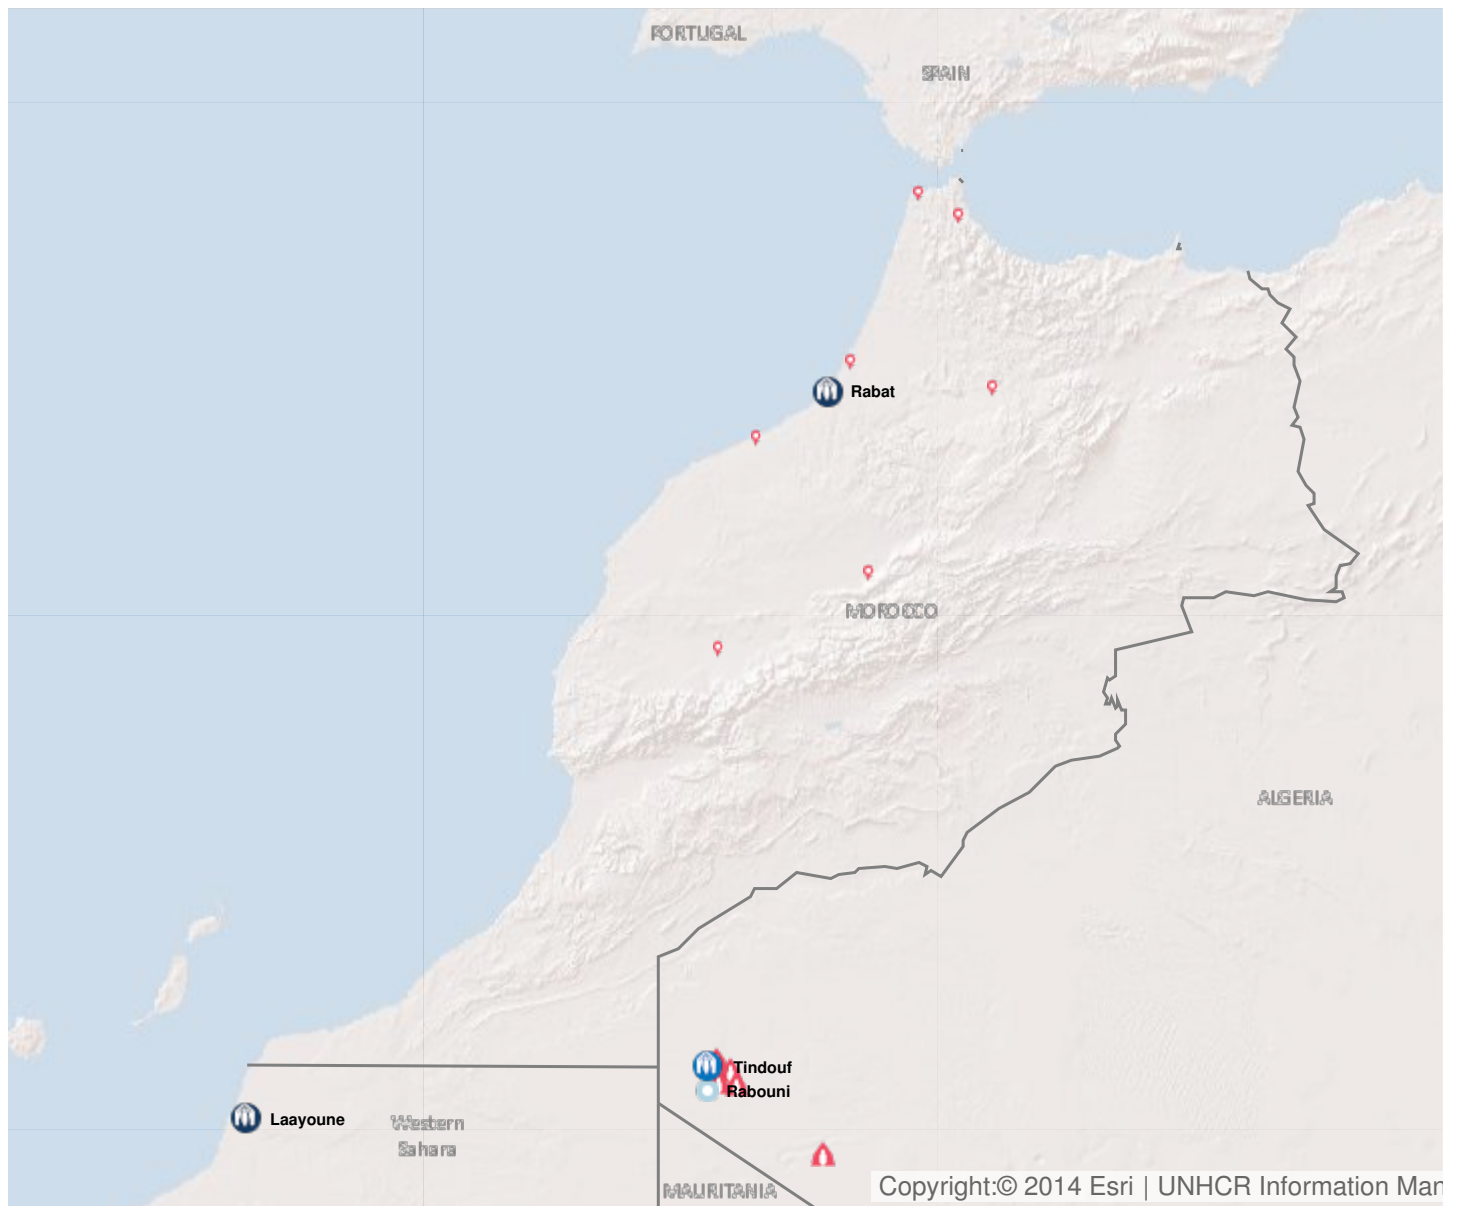 PORTUGAL
SPAIN
Rabat
MOROCCO
ALGERIA
Tindouf
Rabouni
Laayoune
Western
Sahara
MAURITANIA
Copyright:© 2014 Esri | UNHCR Information Man